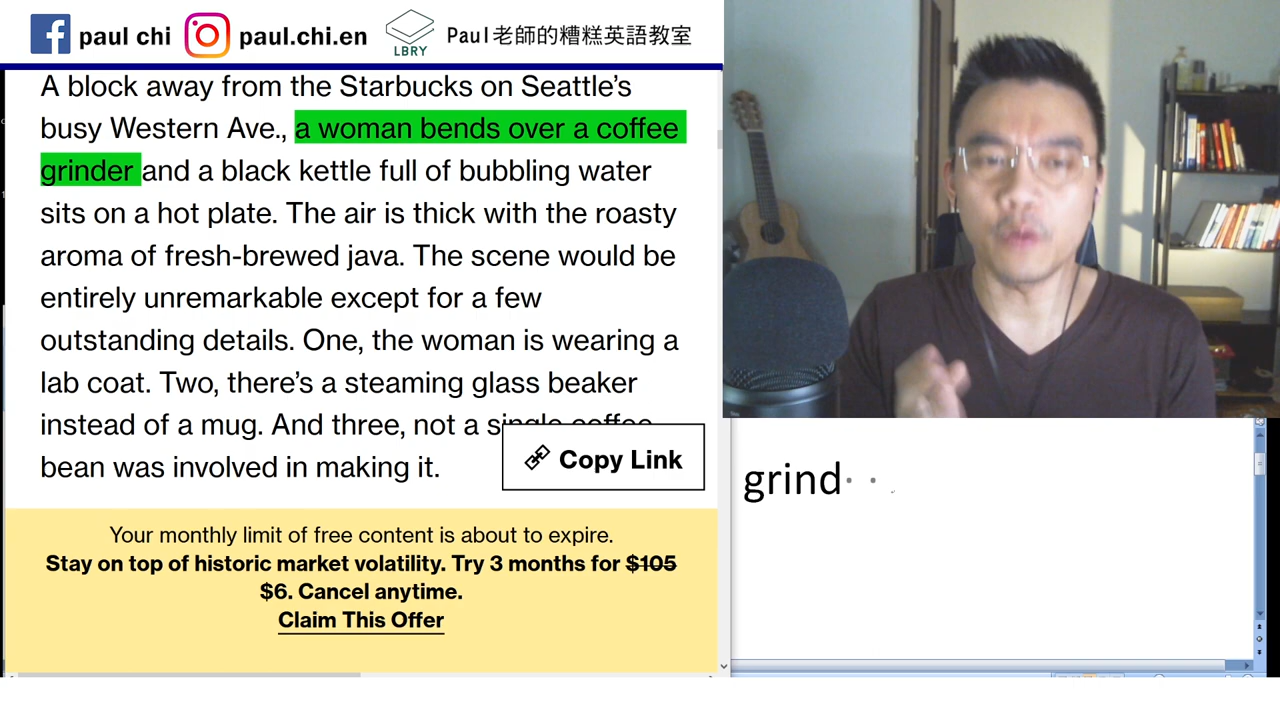 paul chi paul.chi.en LBRY Paul老師的糟糕英語教室
A block away from the Starbucks on Seattle's
busy Western Ave., a woman bends over a coffee
grinder and a black kettle full of bubbling water
sits on a hot plate. The air is thick with the roasty
aroma of fresh-brewed java. The scene would be
entirely unremarkable except for a few
outstanding details. One, the woman is wearing a
lab coat. Two, there's a steaming glass beaker
instead of a mug. And three, not a single coffee
bean was involved in making it.
Copy Link
Your monthly limit of free content is about to expire.
Stay on top of historic market volatility. Try 3 months for $105
$6. Cancel anytime.
Claim This Offer
grind